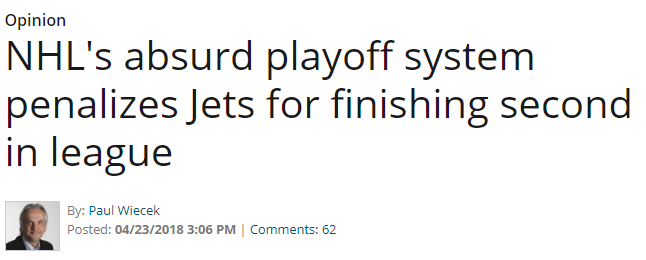 Opinion
NHL's absurd playoff system
penalizes Jets for finishing second
in league
By: Paul Wiecek
Posted: 04/23/2018 3:06 PM | Comments: 62